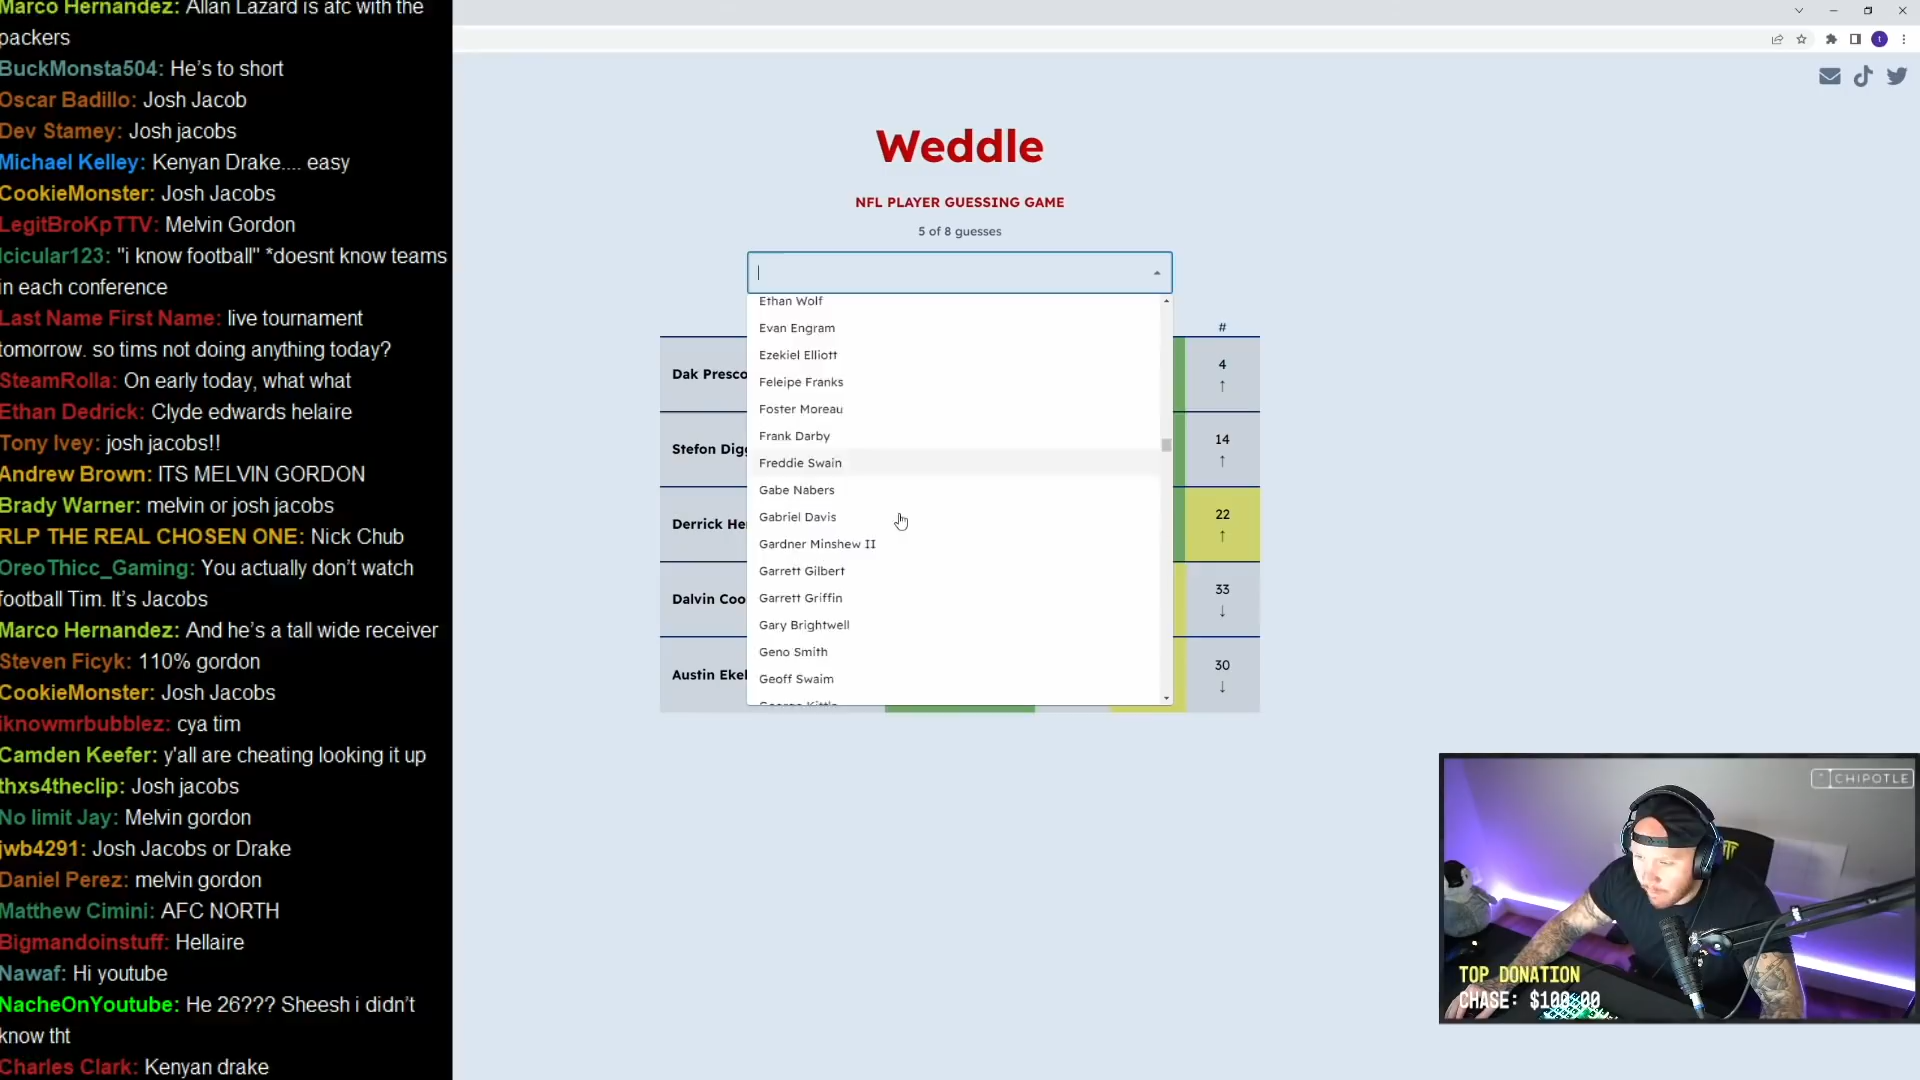 Marco Hernandez: Allan Lazard is afc with the
packers
BuckMonsta504: He's to short
Oscar Badillo: Josh Jacob
Dev Stamey: Josh jacobs
Michael Kelley: Kenyan Drake.... easy
CookieMonster: Josh Jacobs
LegitBroKpTTV: Melvin Gordon
Icicular123: "i know football" *doesnt know teams
in each conference
Last Name First Name: live tournament
tomorrow. so tims not doing anything today?
SteamRolla: On early today, what what
Ethan Dedrick: Clyde edwards helaire
Tony Ivey: josh jacobs!!
Andrew Brown: ITS MELVIN GORDON
Brady Warner: melvin or josh jacobs
RLP THE REAL CHOSEN ONE: Nick Chub
OreoThicc_Gaming: You actually don't watch
football Tim. It's Jacobs
Marco Hernandez: And he's a tall wide receiver
Steven Ficyk: 110% gordon
CookieMonster: Josh Jacobs
iknowmrbubblez: cya tim
Camden Keefer: y'all are cheating looking it up
thxs4theclip: Josh jacobs
No limit Jay: Melvin gordon
jwb4291: Josh Jacobs or Drake
Daniel Perez: melvin gordon
Matthew Cimini: AFC NORTH
Bigmandoinstuff: Hellaire
Nawaf: Hi youtube
NacheOnYoutube: He 26??? Sheesh i didn't
know tht
Charles Clark: Kenyan drake
t
Weddle
NFL PLAYER GUESSING GAME
5 of 8 guesses
Ethan Wolf
Evan Engram
Ezekiel Elliott
Feleipe Franks
Foster Moreau
Frank Darby
Freddie Swain
Gabe Nabers
Gabriel Davis
Gardner Minshew II
Garrett Gilbert
Garrett Griffin
Gary Brightwell
Geno Smith
Geoff Swaim
George Kittle
#
Dak Presco
4
↑
Stefon Digg
14
↑
Derrick He
22
↑
Dalvin Coo
33
↓
Austin Ekel
30
↓
CHIPOTLE
TOP DONATION
CHASE: $100.00